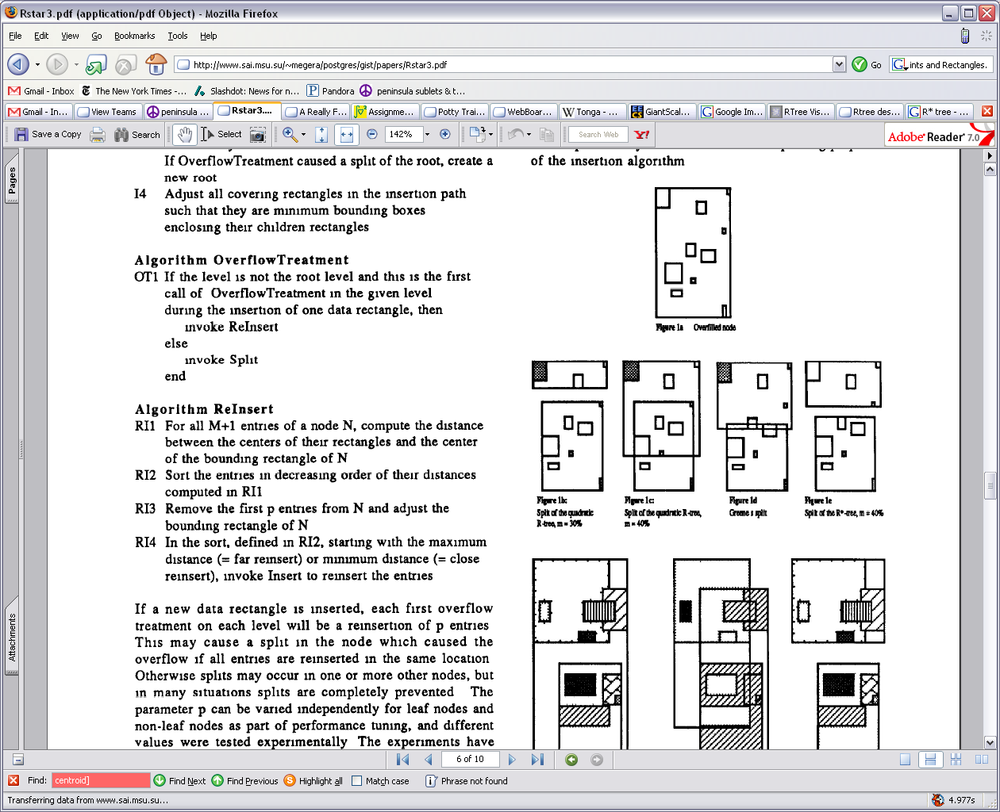 Rstar3.pdf (application/pdf Object) - Mozilla Firefox
File Edit View Go Bookmarks Tools Help
http://www.sai.msu.su/~megera/postgres/gist/papers/Rstar3.pdf Go ints and Rectangles.
Gmail - Inbox The New York Times -... Slashdot: News for n... Pandora peninsula sublets & t...
Gmail - In... View Teams peninsula ... Rstar3.... A Really F... Assignme... Potty Trai... WebBoar... Tonga - ... GiantScal... Google Im... RTree Vis... Rtree des... R* tree - ...
Save a Copy Search Select 142% Search Web Y! Adobe Reader 7.0
Pages
Attachments
If OverflowTreatment caused a split of the root, create a
new root
I4 Adjust all covering rectangles in the insertion path
such that they are minimum bounding boxes
enclosing their children rectangles
Algorithm OverflowTreatment
OT1 If the level is not the root level and this is the first
call of OverflowTreatment in the given level
during the insertion of one data rectangle, then
invoke ReInsert
else
invoke Split
end
Algorithm ReInsert
RI1 For all M+1 entries of a node N, compute the distance
between the centers of their rectangles and the center
of the bounding rectangle of N
RI2 Sort the entries in decreasing order of their distances
computed in RI1
RI3 Remove the first p entries from N and adjust the
bounding rectangle of N
RI4 In the sort, defined in RI2, starting with the maximum
distance (= far reinsert) or minimum distance (= close
reinsert), invoke Insert to reinsert the entries
If a new data rectangle is inserted, each first overflow
treatment on each level will be a reinsertion of p entries
This may cause a split in the node which caused the
overflow if all entries are reinserted in the same location
Otherwise splits may occur in one or more other nodes, but
in many situations splits are completely prevented The
parameter p can be varied independently for leaf nodes and
non-leaf nodes as part of performance tuning, and different
values were tested experimentally The experiments have
of the insertion algorithm
Figure 1a Overfilled node
Figure 1b:
Split of the quadratic
R-tree, m = 30%
Figure 1c:
Split of the quadratic R-tree,
m = 40%
Figure 1d
Greene s split
Figure 1e
Split of the R*-tree, m = 40%
6 of 10
Find: centroid] Find Next Find Previous Highlight all Match case Phrase not found
Transferring data from www.sai.msu.su... 4.977s